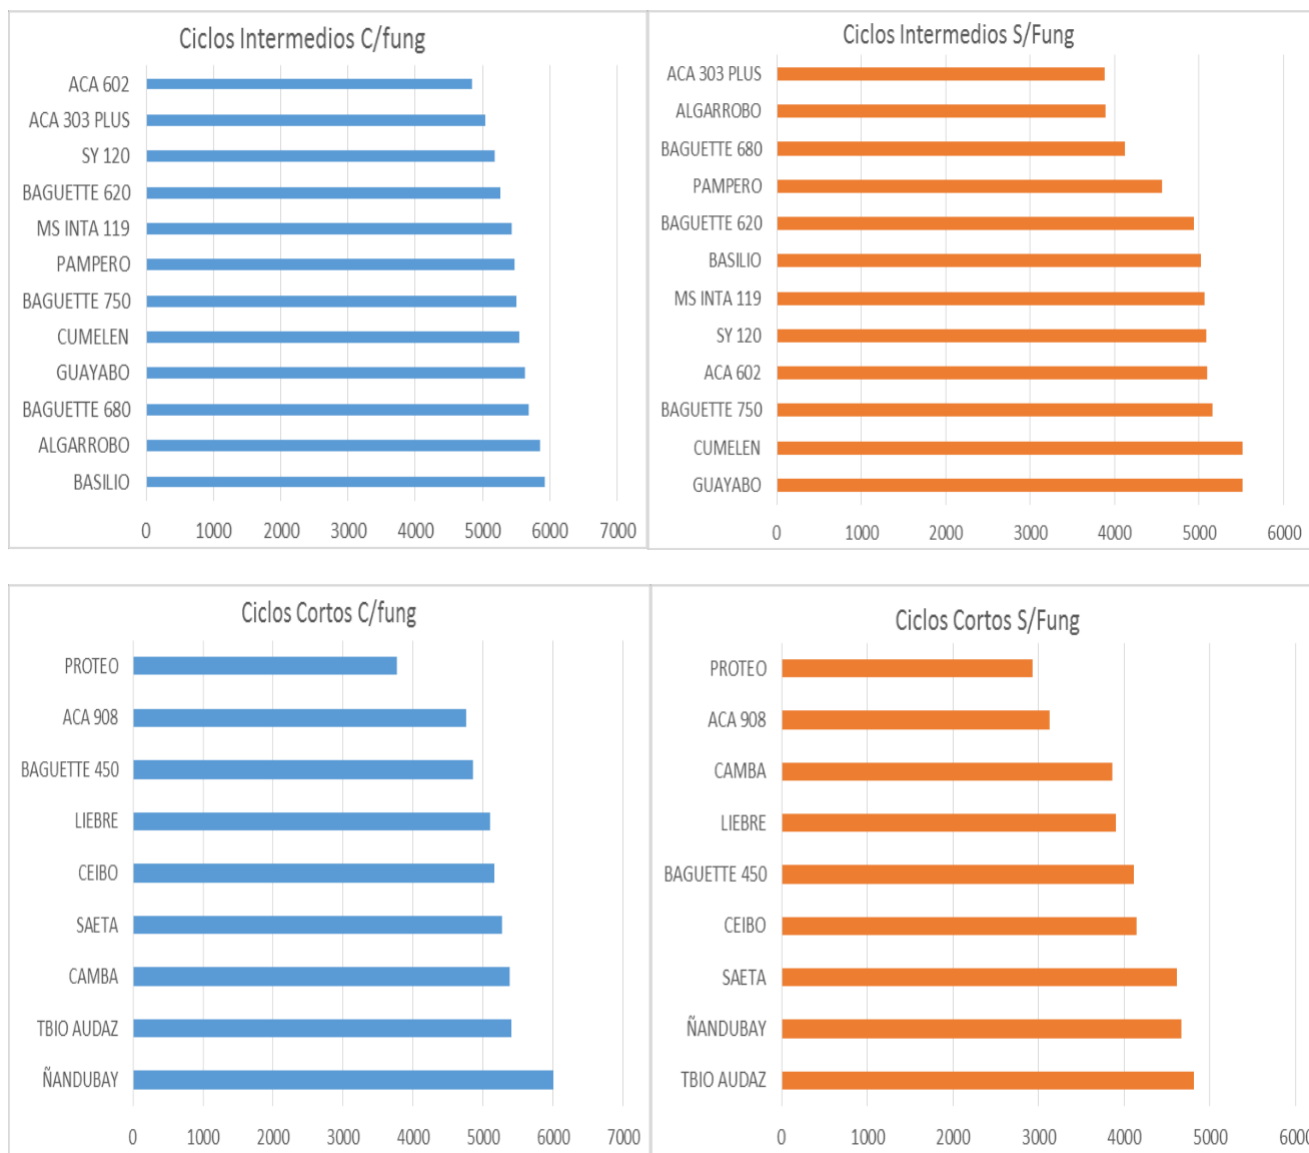 Ciclos Intermedios C/fung
ACA 602
ACA 303 PLUS
SY 120
BAGUETTE 620
MS INTA 119
PAMPERO
BAGUETTE 750
CUMELEN
GUAYABO
BAGUETTE 680
ALGARROBO
BASILIO
0 1000 2000 3000 4000 5000 6000 7000
Ciclos Intermedios S/Fung
ACA 303 PLUS
ALGARROBO
BAGUETTE 680
PAMPERO
BAGUETTE 620
BASILIO
MS INTA 119
SY 120
ACA 602
BAGUETTE 750
CUMELEN
GUAYABO
0 1000 2000 3000 4000 5000 6000
Ciclos Cortos C/fung
PROTEO
ACA 908
BAGUETTE 450
LIEBRE
CEIBO
SAETA
CAMBA
TBIO AUDAZ
ÑANDUBAY
0 1000 2000 3000 4000 5000 6000 7000
Ciclos Cortos S/Fung
PROTEO
ACA 908
CAMBA
LIEBRE
BAGUETTE 450
CEIBO
SAETA
ÑANDUBAY
TBIO AUDAZ
0 1000 2000 3000 4000 5000 6000